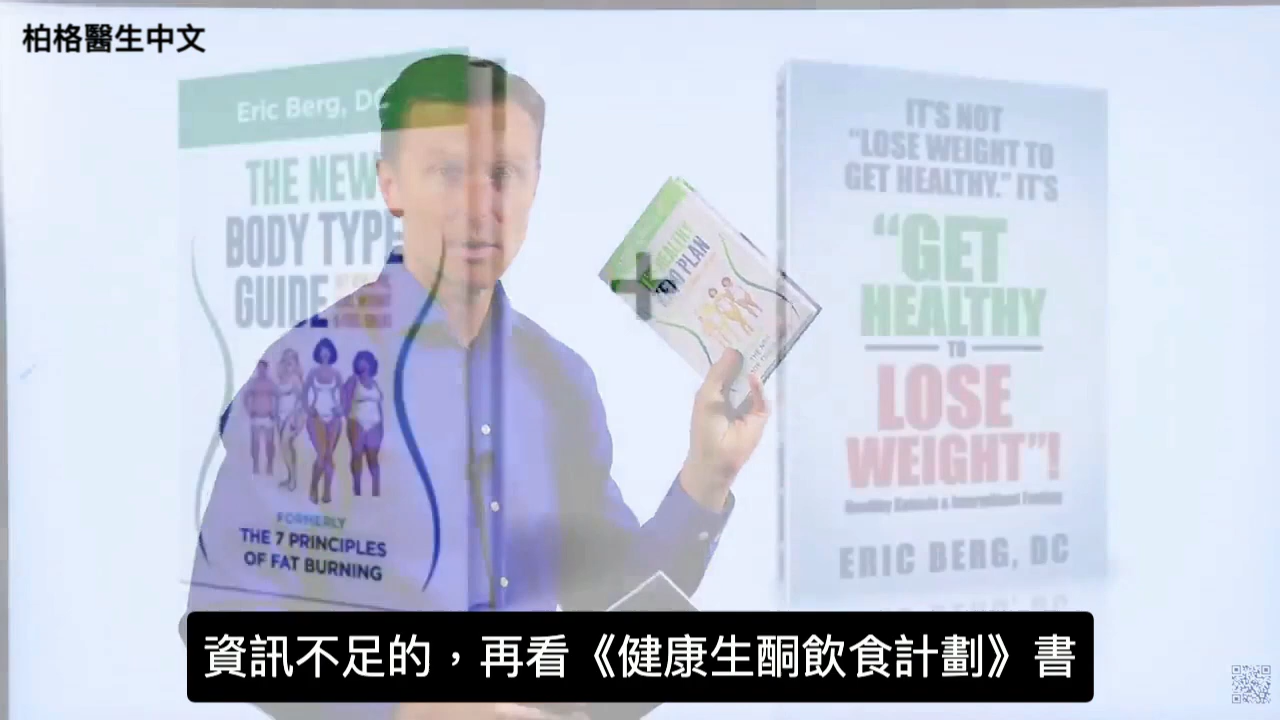 柏格醫生中文
Eric Berg, DC
THE NEW
BODY TYPE
GUIDE
FORMERLY
THE 7 PRINCIPLES
OF FAT BURNING
KETO PLAN
IT'S NOT
"LOSE WEIGHT TO
GET HEALTHY." IT'S
"GET
HEALTHY
TO
LOSE
WEIGHT"!
ERIC BERG, DC
資訊不足的，再看《健康生酮飲食計劃》書